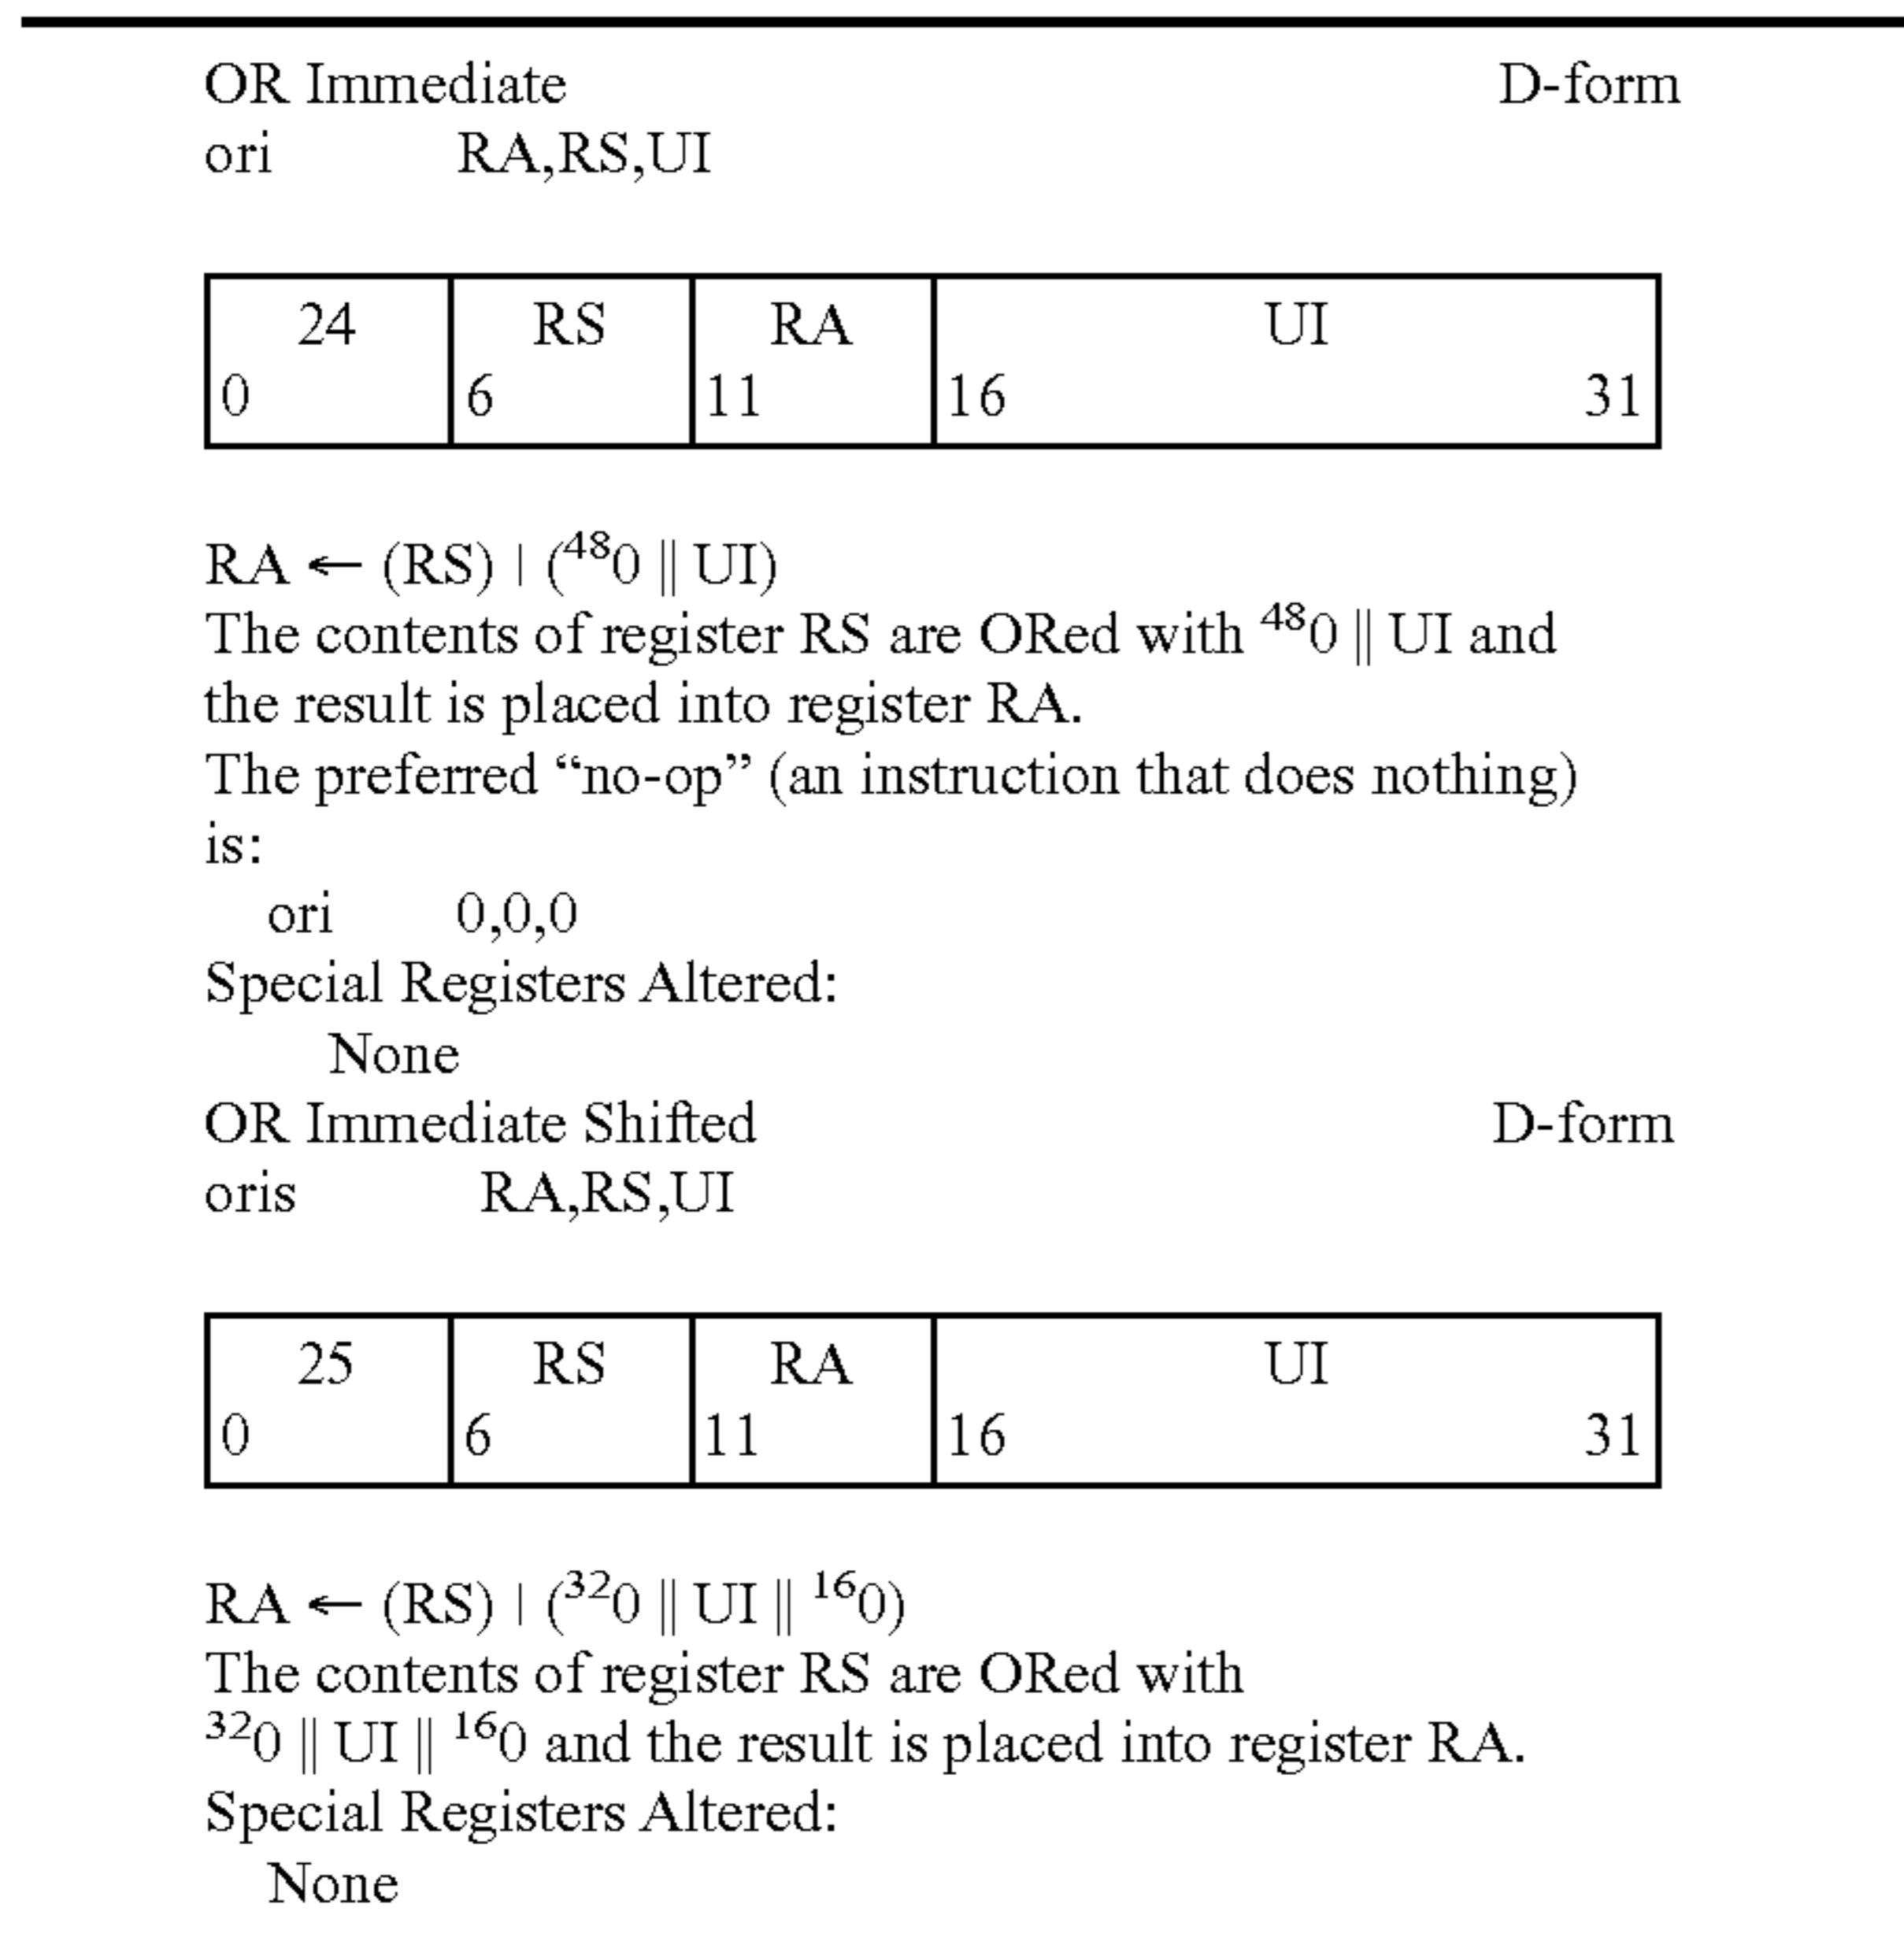 OR Immediate D-form
ori RA,RS,UI
24 RS RA UI
0 6 11 16 31
RA ← (RS) | (⁴⁸0 || UI)
The contents of register RS are ORed with ⁴⁸0 || UI and
the result is placed into register RA.
The preferred “no-op” (an instruction that does nothing)
is:
ori 0,0,0
Special Registers Altered:
None
OR Immediate Shifted D-form
oris RA,RS,UI
25 RS RA UI
0 6 11 16 31
RA ← (RS) | (³²0 || UI || ¹⁶0)
The contents of register RS are ORed with
³²0 || UI || ¹⁶0 and the result is placed into register RA.
Special Registers Altered:
None